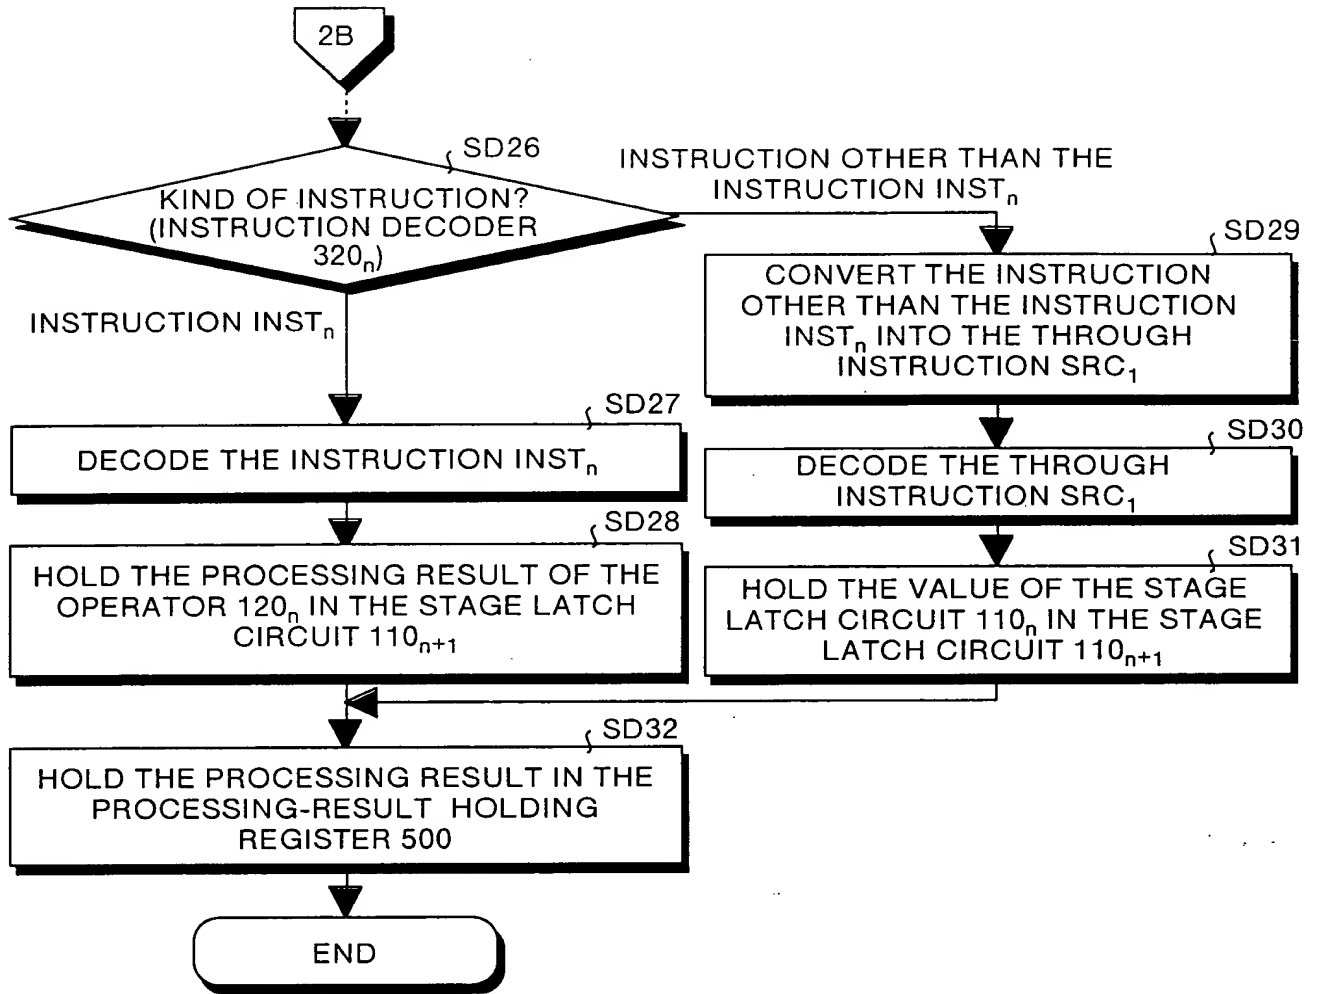 2B
SD26
KIND OF INSTRUCTION?
(INSTRUCTION DECODER
320n)
INSTRUCTION OTHER THAN THE
INSTRUCTION INSTn
INSTRUCTION INSTn
SD29
CONVERT THE INSTRUCTION
OTHER THAN THE INSTRUCTION
INSTn INTO THE THROUGH
INSTRUCTION SRC1
SD27
DECODE THE INSTRUCTION INSTn
SD30
DECODE THE THROUGH
INSTRUCTION SRC1
SD28
HOLD THE PROCESSING RESULT OF THE
OPERATOR 120n IN THE STAGE LATCH
CIRCUIT 110n+1
SD31
HOLD THE VALUE OF THE STAGE
LATCH CIRCUIT 110n IN THE STAGE
LATCH CIRCUIT 110n+1
SD32
HOLD THE PROCESSING RESULT IN THE
PROCESSING-RESULT HOLDING
REGISTER 500
END